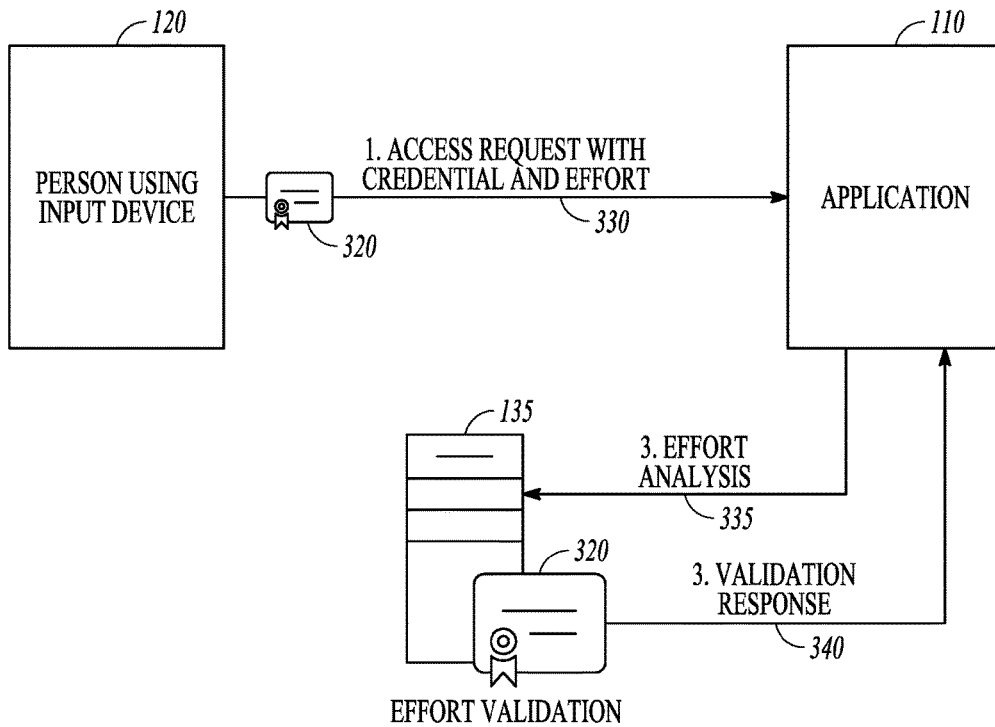 120
110
PERSON USING
INPUT DEVICE
1. ACCESS REQUEST WITH
CREDENTIAL AND EFFORT
320
330
APPLICATION
135
3. EFFORT
ANALYSIS
335
320
3. VALIDATION
RESPONSE
340
EFFORT VALIDATION